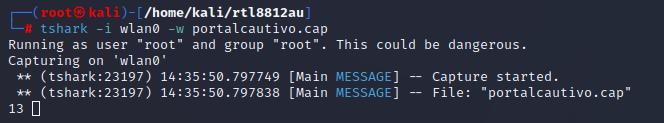 ┌──(root㉿kali)-[/home/kali/rtl8812au]
└─# tshark -i wlan0 -w portalcautivo.cap
Running as user "root" and group "root". This could be dangerous.
Capturing on 'wlan0'
 ** (tshark:23197) 14:35:50.797749 [Main MESSAGE] -- Capture started.
 ** (tshark:23197) 14:35:50.797838 [Main MESSAGE] -- File: "portalcautivo.cap"
13